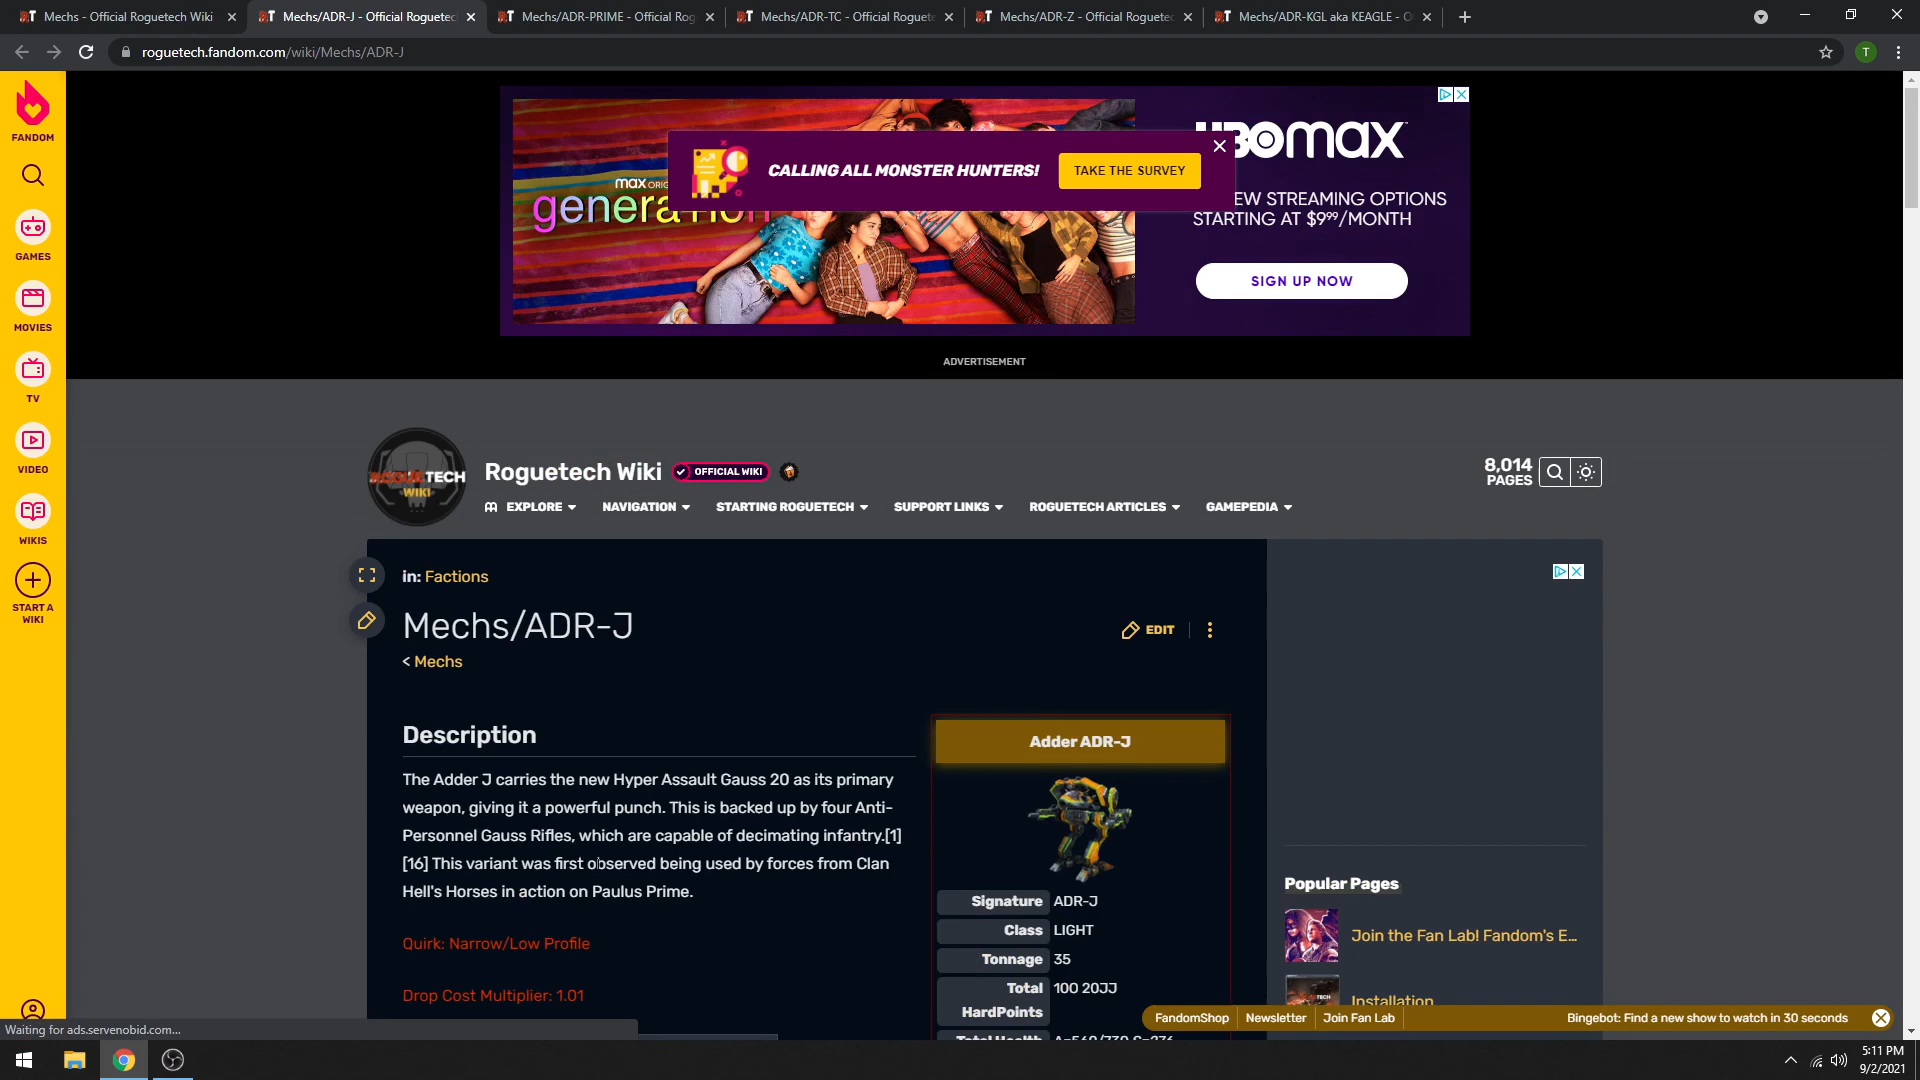 Mechs - Official Roguetech Wiki
Mechs/ADR-J - Official Roguetec
Mechs/ADR-PRIME - Official Rog
Mechs/ADR-TC - Official Roguete
Mechs/ADR-Z - Official Roguetec
Mechs/ADR-KGL aka KEAGLE - O
roguetech.fandom.com/wiki/Mechs/ADR-J
T
FANDOM
GAMES
MOVIES
TV
VIDEO
WIKIS
START A
WIKI
max ORIG
generation
CALLING ALL MONSTER HUNTERS!
TAKE THE SURVEY
HBOMAX
EW STREAMING OPTIONS
STARTING AT $9⁹⁹/MONTH
SIGN UP NOW
ADVERTISEMENT
ROGUETECH
WIKI
Roguetech Wiki
OFFICIAL WIKI
8,014
PAGES
EXPLORE
NAVIGATION
STARTING ROGUETECH
SUPPORT LINKS
ROGUETECH ARTICLES
GAMEPEDIA
in: Factions
Mechs/ADR-J
EDIT
< Mechs
Description
The Adder J carries the new Hyper Assault Gauss 20 as its primary
weapon, giving it a powerful punch. This is backed up by four Anti-
Personnel Gauss Rifles, which are capable of decimating infantry.[1]
[16] This variant was first observed being used by forces from Clan
Hell's Horses in action on Paulus Prime.
Quirk: Narrow/Low Profile
Drop Cost Multiplier: 1.01
Adder ADR-J
Signature ADR-J
Class LIGHT
Tonnage 35
Total HardPoints 100 20JJ
Popular Pages
Join the Fan Lab! Fandom's E...
Installation
FandomShop
Newsletter
Join Fan Lab
Bingebot: Find a new show to watch in 30 seconds
Waiting for ads.servenobid.com...
5:11 PM
9/2/2021